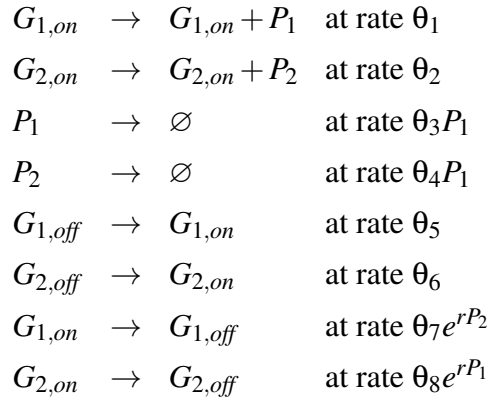 G₁,on → G₁,on + P₁ at rate θ₁
G₂,on → G₂,on + P₂ at rate θ₂
P₁ → ∅ at rate θ₃P₁
P₂ → ∅ at rate θ₄P₁
G₁,off → G₁,on at rate θ₅
G₂,off → G₂,on at rate θ₆
G₁,on → G₁,off at rate θ₇e^{rP₂}
G₂,on → G₂,off at rate θ₈e^{rP₁}